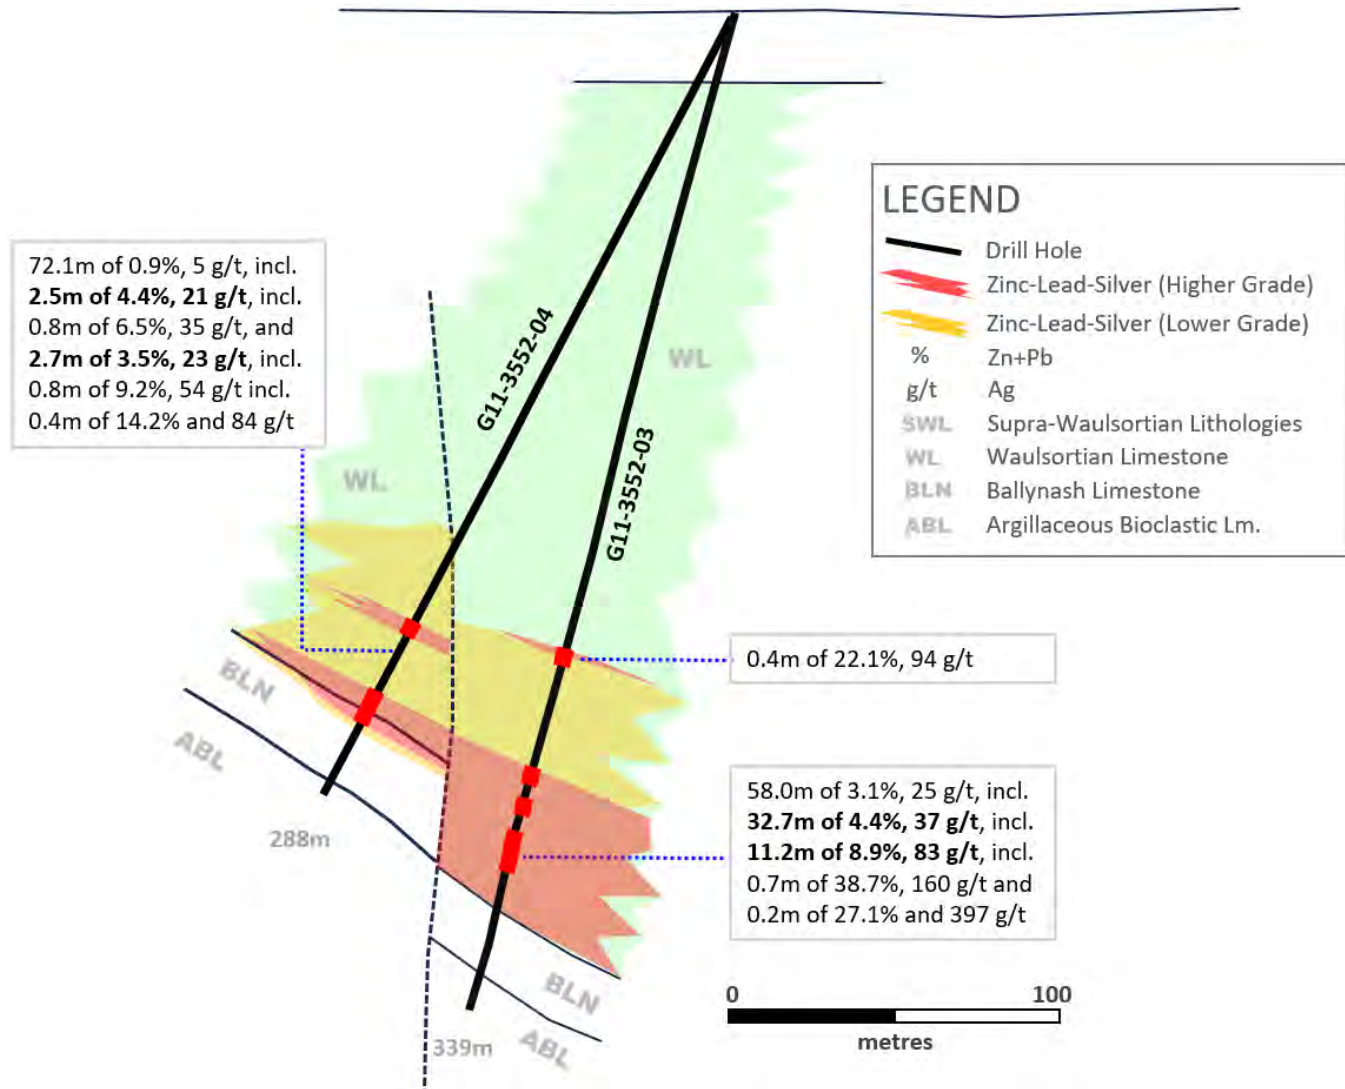 72.1m of 0.9%, 5 g/t, incl.
2.5m of 4.4%, 21 g/t, incl.
0.8m of 6.5%, 35 g/t, and
2.7m of 3.5%, 23 g/t, incl.
0.8m of 9.2%, 54 g/t incl.
0.4m of 14.2% and 84 g/t
G11-3552-04
G11-3552-03
WL
WL
LEGEND
Drill Hole
Zinc-Lead-Silver (Higher Grade)
Zinc-Lead-Silver (Lower Grade)
% Zn+Pb
g/t Ag
SWL Supra-Waulsortian Lithologies
WL Waulsortian Limestone
BLN Ballynash Limestone
ABL Argillaceous Bioclastic Lm.
0.4m of 22.1%, 94 g/t
BLN
ABL
288m
58.0m of 3.1%, 25 g/t, incl.
32.7m of 4.4%, 37 g/t, incl.
11.2m of 8.9%, 83 g/t, incl.
0.7m of 38.7%, 160 g/t and
0.2m of 27.1% and 397 g/t
BLN
ABL
339m
0 100
metres